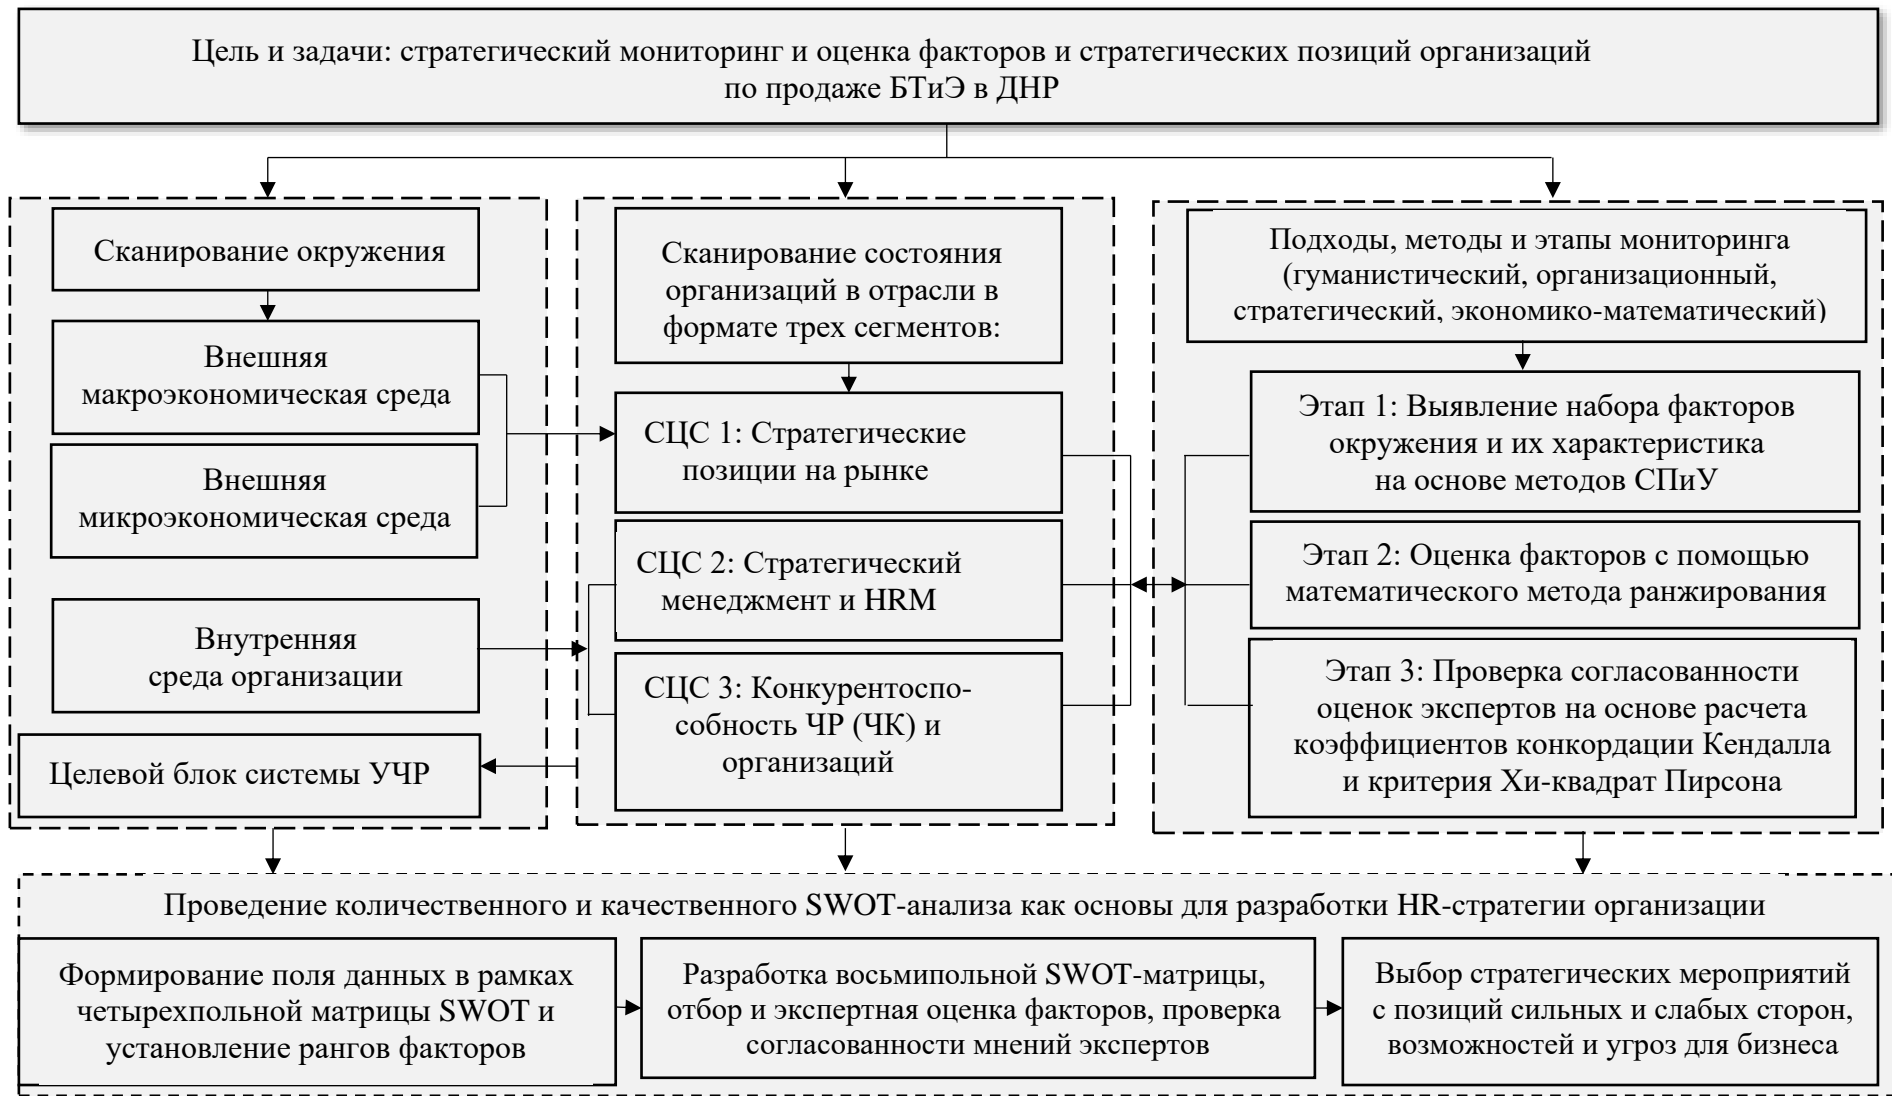 Цель и задачи: стратегический мониторинг и оценка факторов и стратегических позиций организаций
по продаже БТиЭ в ДНР
Сканирование окружения
Внешняя
макроэкономическая среда
Внешняя
микроэкономическая среда
Внутренняя
среда организации
Целевой блок системы УЧР
Сканирование состояния
организаций в отрасли в
формате трех сегментов:
СЦС 1: Стратегические
позиции на рынке
СЦС 2: Стратегический
менеджмент и HRM
СЦС 3: Конкурентоспо-
собность ЧР (ЧК) и
организаций
Подходы, методы и этапы мониторинга
(гуманистический, организационный,
стратегический, экономико-математический)
Этап 1: Выявление набора факторов
окружения и их характеристика
на основе методов СПиУ
Этап 2: Оценка факторов с помощью
математического метода ранжирования
Этап 3: Проверка согласованности
оценок экспертов на основе расчета
коэффициентов конкордации Кендалла
и критерия Хи-квадрат Пирсона
Проведение количественного и качественного SWOT-анализа как основы для разработки HR-стратегии организации
Формирование поля данных в рамках
четырехпольной матрицы SWOT и
установление рангов факторов
Разработка восьмипольной SWOT-матрицы,
отбор и экспертная оценка факторов, проверка
согласованности мнений экспертов
Выбор стратегических мероприятий
с позиций сильных и слабых сторон,
возможностей и угроз для бизнеса